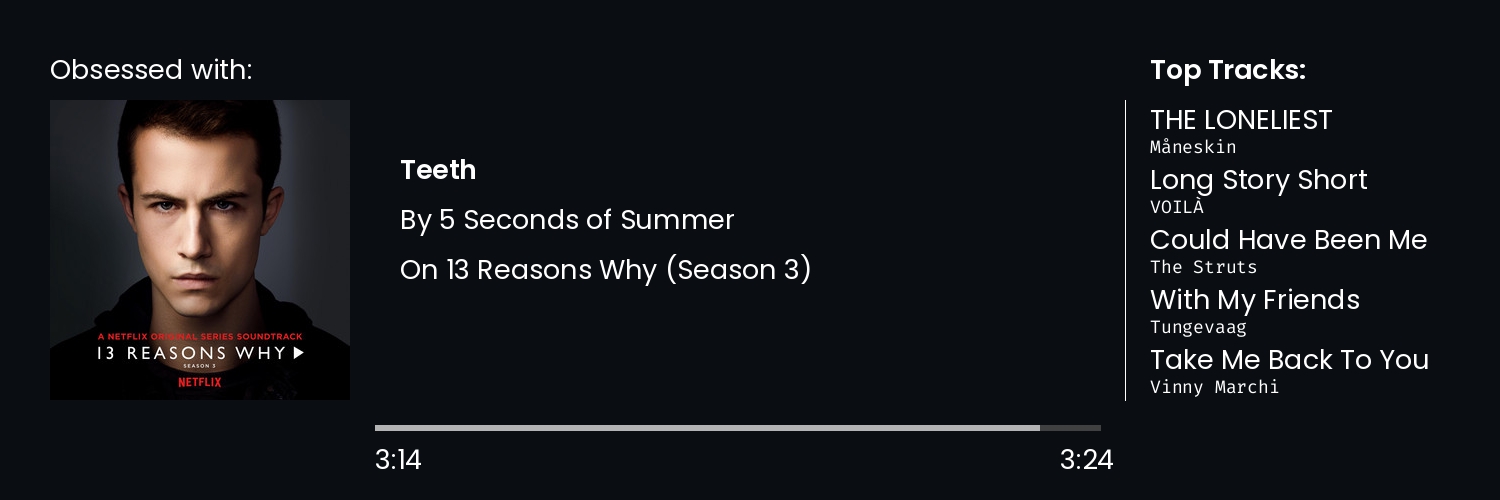 Obsessed with:
A NETFLIX ORIGINAL SERIES SOUNDTRACK
13 REASONS WHY
SEASON 3
NETFLIX
Teeth
By 5 Seconds of Summer
On 13 Reasons Why (Season 3)
3:14
3:24
Top Tracks:
THE LONELIEST
Måneskin
Long Story Short
VOILÀ
Could Have Been Me
The Struts
With My Friends
Tungevaag
Take Me Back To You
Vinny Marchi